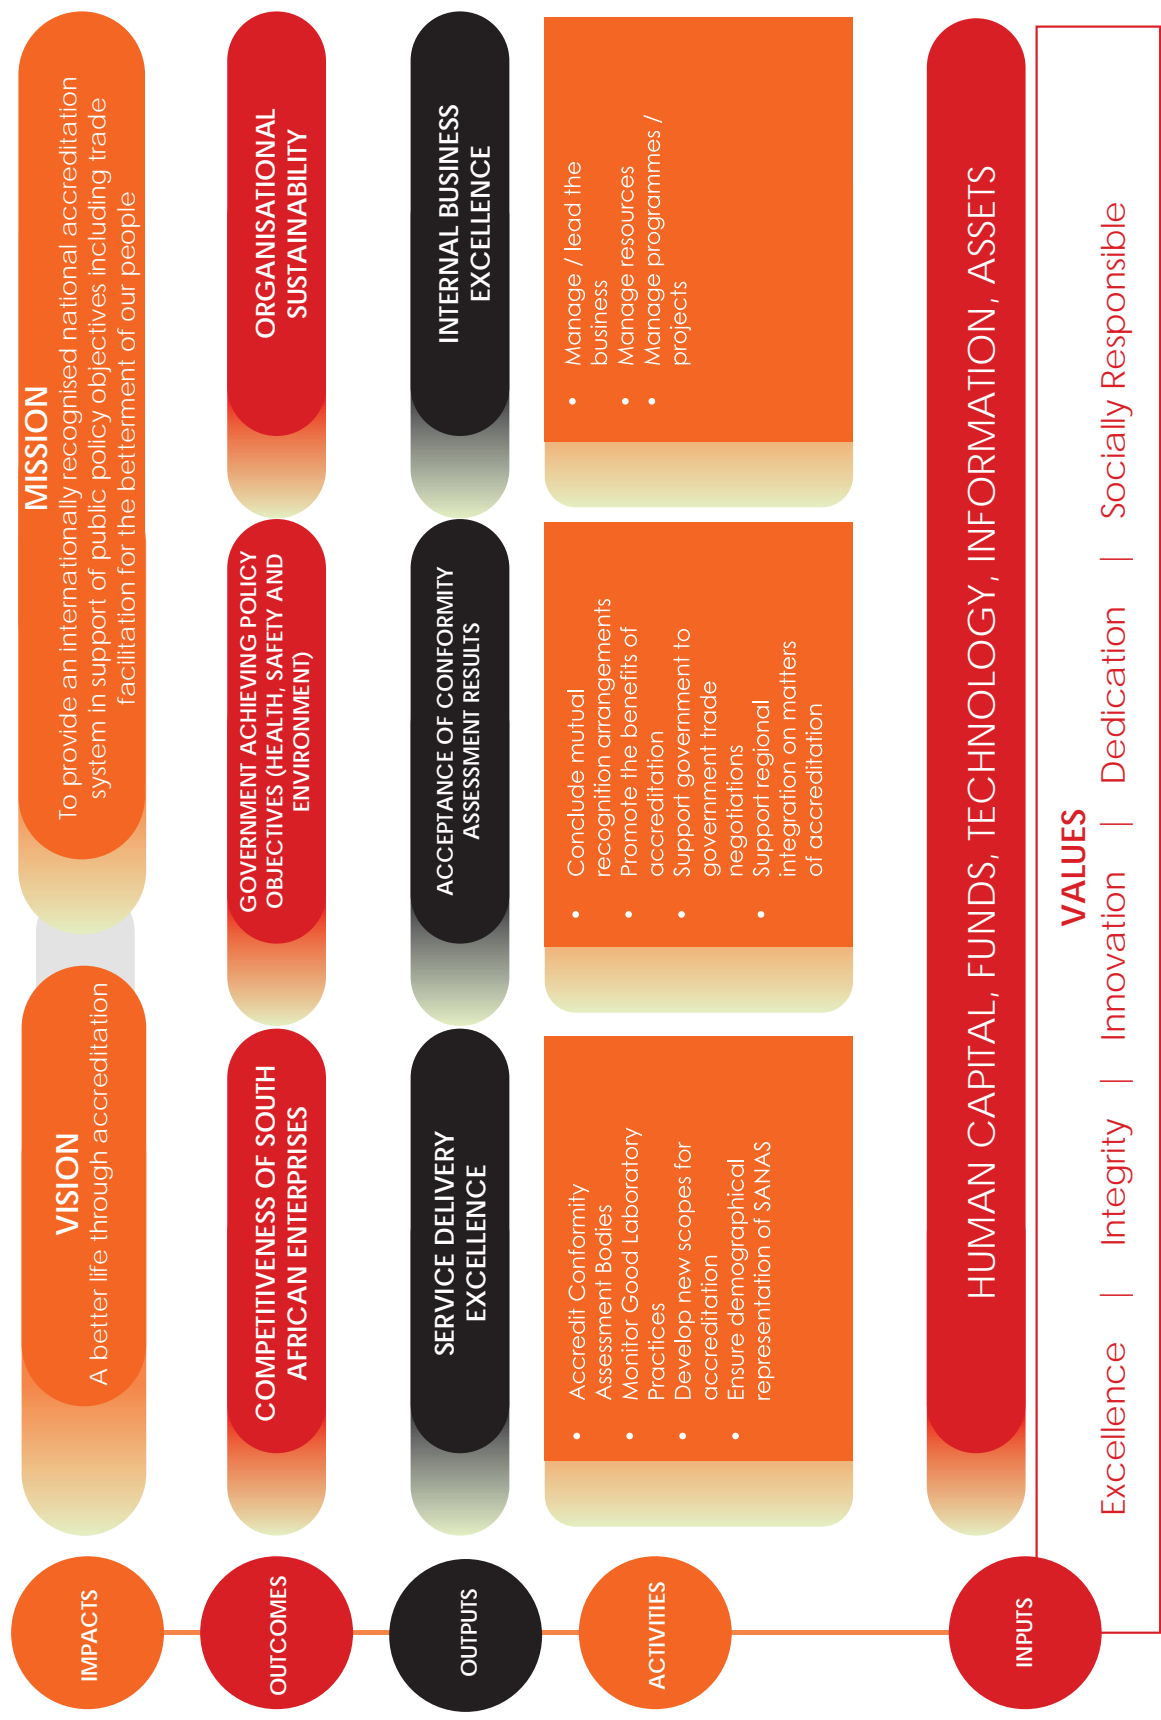 IMPACTS
VISION
A better life through accreditation
MISSION
To provide an internationally recognised national accreditation
system in support of public policy objectives including trade
facilitation for the betterment of our people
OUTCOMES
COMPETITIVENESS OF SOUTH
AFRICAN ENTERPRISES
GOVERNMENT ACHIEVING POLICY
OBJECTIVES (HEALTH, SAFETY AND
ENVIRONMENT)
ORGANISATIONAL
SUSTAINABILITY
OUTPUTS
SERVICE DELIVERY
EXCELLENCE
ACCEPTANCE OF CONFORMITY
ASSESSMENT RESULTS
INTERNAL BUSINESS
EXCELLENCE
ACTIVITIES
• Accredit Conformity
Assessment Bodies
• Monitor Good Laboratory
Practices
• Develop new scopes for
accreditation
• Ensure demographical
representation of SANAS
• Conclude mutual
recognition arrangements
• Promote the benefits of
accreditation
• Support government to
government trade
negotiations
• Support regional
integration on matters
of accreditation
• Manage / lead the
business
• Manage resources
• Manage programmes /
projects
INPUTS
HUMAN CAPITAL, FUNDS, TECHNOLOGY, INFORMATION, ASSETS
VALUES
Excellence | Integrity | Innovation | Dedication | Socially Responsible